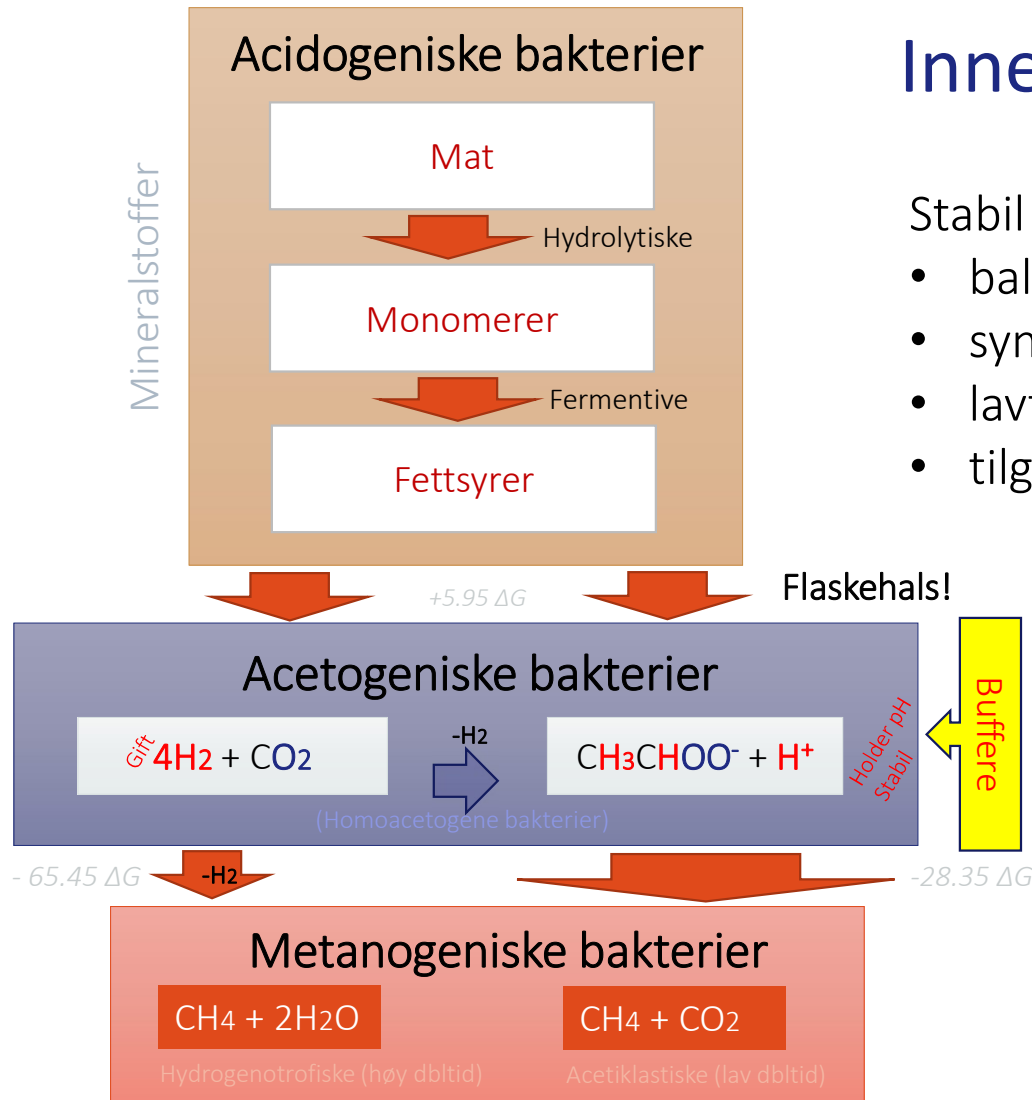 Acidogeniske bakterier
Mat
Hydrolytiske
Monomerer
Fermentive
Fettsyrer
Mineralstoffer
Inne
Stabil
• bal
• syn
• lav
• tilg
+5.95 ΔG
Flaskehals!
Acetogeniske bakterier
Gift 4H2 + CO2
-H2
CH3CHOO⁻ + H⁺
(Homoacetogene bakterier)
Holder pH
Stabil
Buffere
- 65.45 ΔG
-H2
-28.35 ΔG
Metanogeniske bakterier
CH4 + 2H2O
CH4 + CO2
Hydrogenotrofiske (høy dbltid)
Acetiklastiske (lav dbltid)